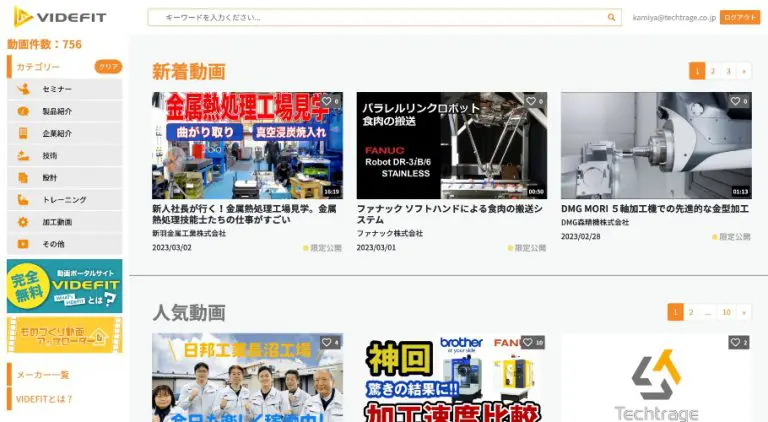 VIDEFIT
キーワードを入力ください...
kamiya@techtrage.co.jp
ログアウト
動画件数：756
カテゴリー
クリア
セミナー
製品紹介
企業紹介
技術
設計
トレーニング
加工動画
その他
完全無料
動画ポータルサイト
VIDEFIT
WHAT'S VIDEFIT
とは？
ものづくり動画
アップローダー
メーカー一覧
VIDEFITとは？
新着動画
1 2 3 »
金属熱処理工場見学
曲がり取り
真空浸炭焼入れ
0
16:19
新人社長が行く！金属熱処理工場見学。金属
熱処理技能士たちの仕事がすごい
新羽金属工業株式会社
2023/03/02
限定公開
パラレルリンクロボット
食肉の搬送
FANUC
Robot DR-3iB/6
STAINLESS
0
00:50
ファナック ソフトハンドによる食肉の搬送シ
ステム
ファナック株式会社
2023/03/01
限定公開
0
01:13
DMG MORI ５軸加工機での先進的な金型加工
DMG森精機株式会社
2023/02/28
限定公開
人気動画
1 2 ... 10 »
日邦工業長沼工場
4
今日も楽しく稼働中！
神回
驚きの結果に!!
加工速度比較
brother
at your side
FANUC
10
2
Techtrage